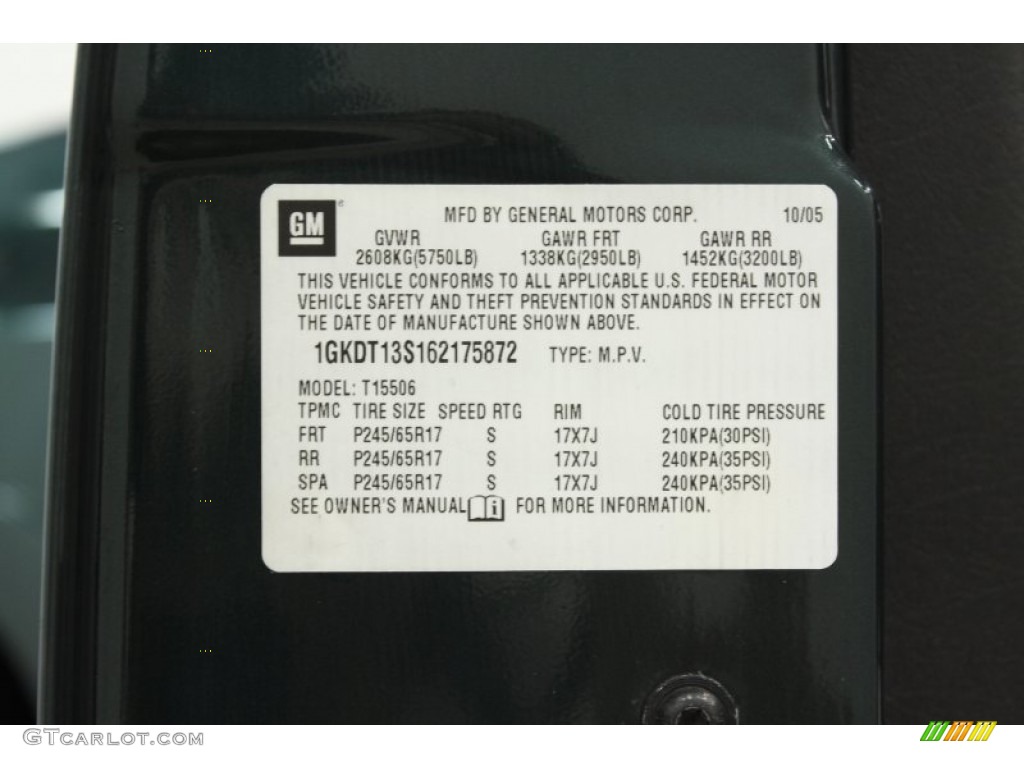 GM ® MFD BY GENERAL MOTORS CORP. 10/05
GVWR GAWR FRT GAWR RR
2608KG(5750LB) 1338KG(2950LB) 1452KG(3200LB)
THIS VEHICLE CONFORMS TO ALL APPLICABLE U.S. FEDERAL MOTOR
VEHICLE SAFETY AND THEFT PREVENTION STANDARDS IN EFFECT ON
THE DATE OF MANUFACTURE SHOWN ABOVE.
1GKDT13S162175872 TYPE: M.P.V.
MODEL: T15506
TPMC TIRE SIZE SPEED RTG RIM COLD TIRE PRESSURE
FRT P245/65R17 S 17X7J 210KPA(30PSI)
RR P245/65R17 S 17X7J 240KPA(35PSI)
SPA P245/65R17 S 17X7J 240KPA(35PSI)
SEE OWNER'S MANUAL i FOR MORE INFORMATION.
GTCARLOT.COM